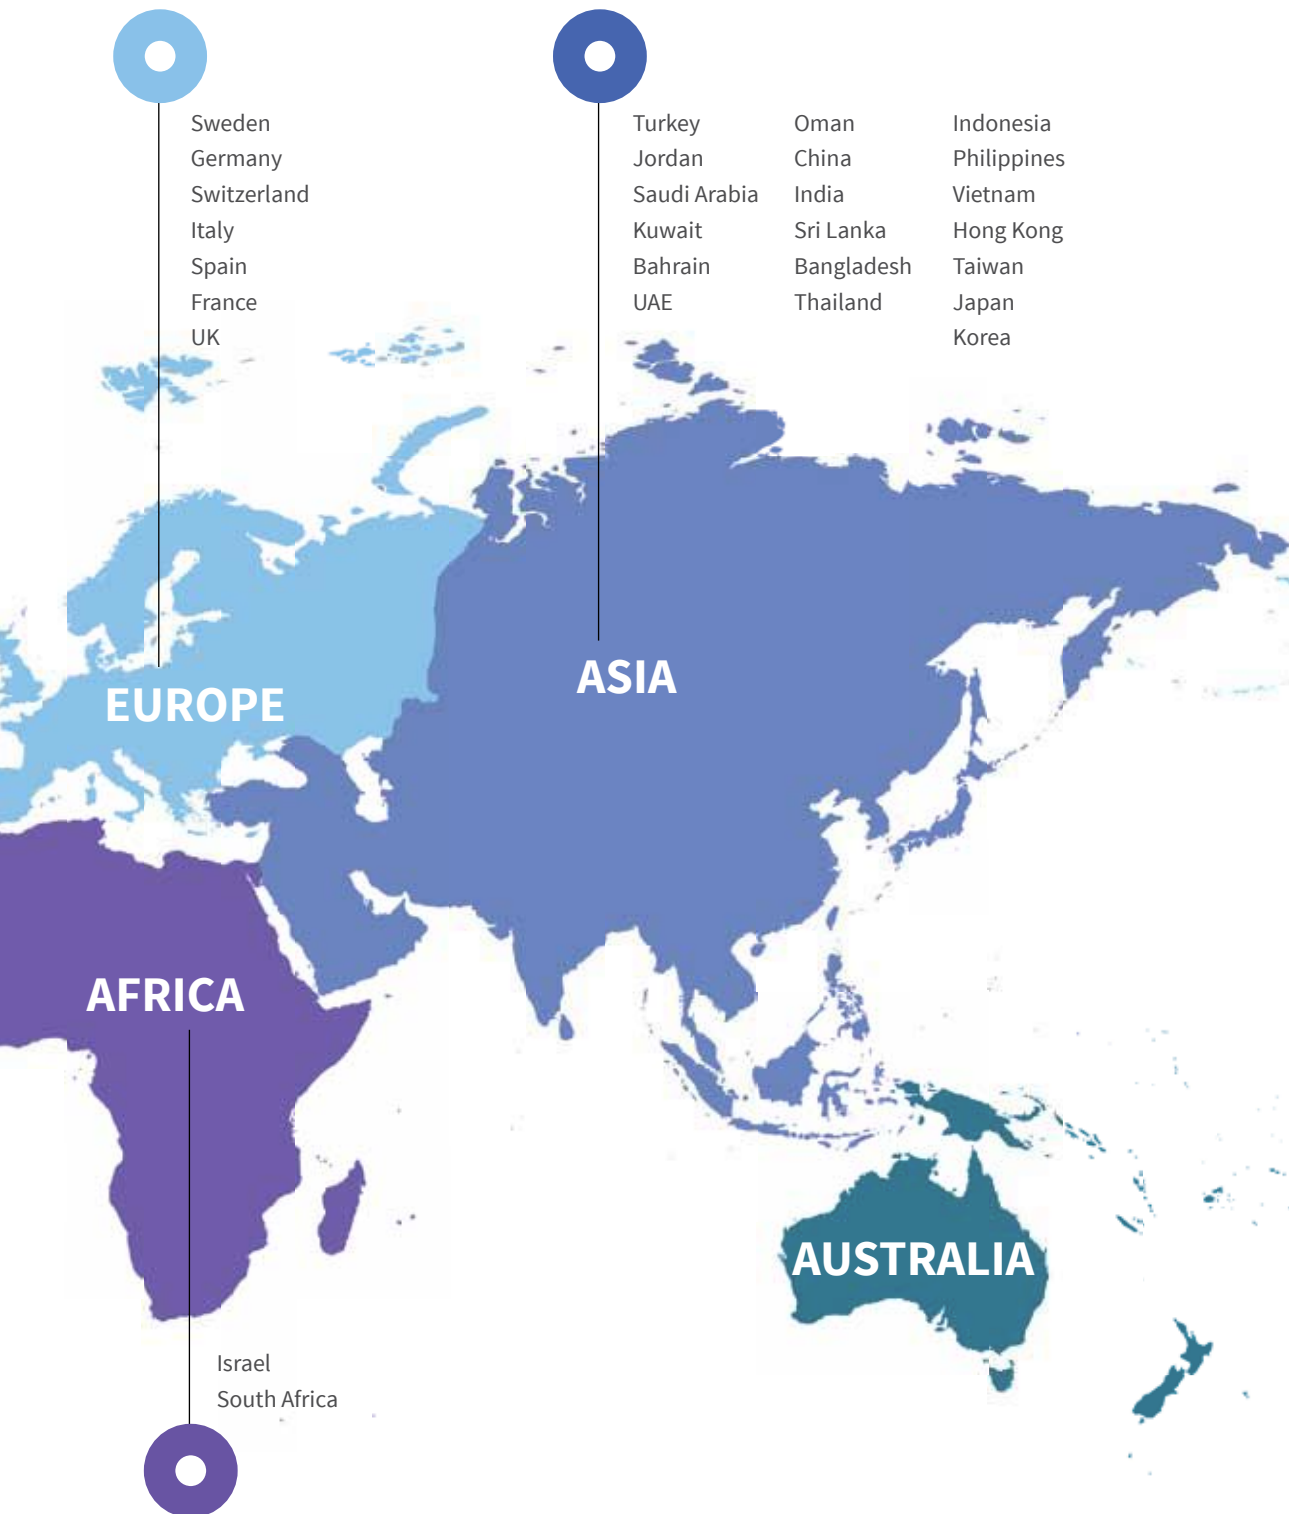 Sweden
Germany
Switzerland
Italy
Spain
France
UK
Turkey
Jordan
Saudi Arabia
Kuwait
Bahrain
UAE
Oman
China
India
Sri Lanka
Bangladesh
Thailand
Indonesia
Philippines
Vietnam
Hong Kong
Taiwan
Japan
Korea
EUROPE
ASIA
AFRICA
AUSTRALIA
Israel
South Africa